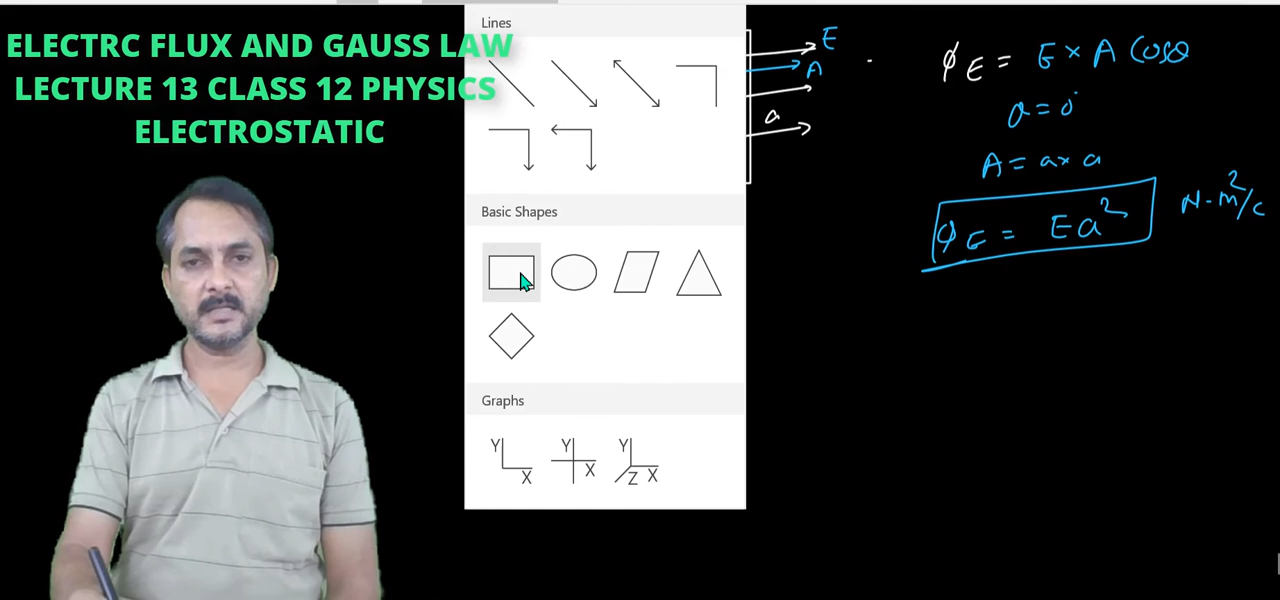 ELECTRC FLUX AND GAUSS LAW
LECTURE 13 CLASS 12 PHYSICS
ELECTROSTATIC
Lines
Basic Shapes
Graphs
Y
X
Y
X
Y
Z X
E
A
a
ϕE = E × A Cosθ
θ = 0°
A = a× a
ϕE = Ea²
N-m²/c